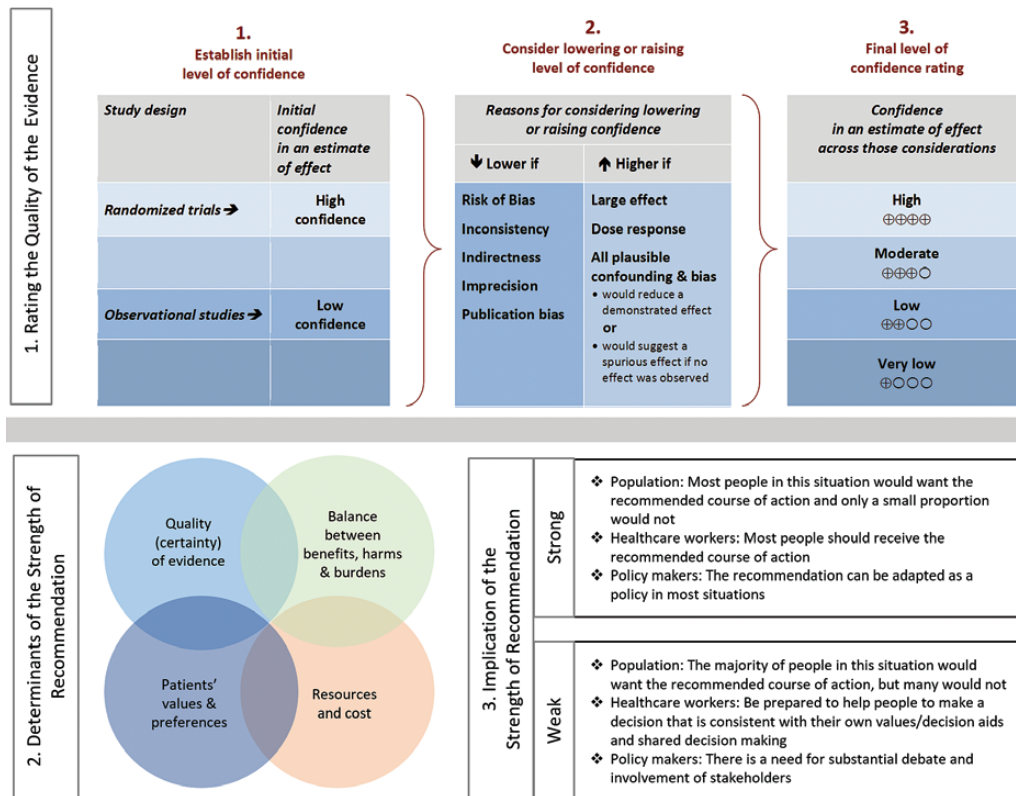 1. Rating the Quality of the Evidence
1.
Establish initial
level of confidence
2.
Consider lowering or raising
level of confidence
3.
Final level of
confidence rating
Study design
Initial
confidence
in an estimate
of effect
Randomized trials ➔
High
confidence
Observational studies ➔
Low
confidence
Reasons for considering lowering
or raising confidence
🡇 Lower if
🡅 Higher if
Risk of Bias
Inconsistency
Indirectness
Imprecision
Publication bias
Large effect
Dose response
All plausible
confounding & bias
• would reduce a
demonstrated effect
or
• would suggest a
spurious effect if no
effect was observed
Confidence
in an estimate of effect
across those considerations
High
⊕⊕⊕⊕
Moderate
⊕⊕⊕○
Low
⊕⊕○○
Very low
⊕○○○
2. Determinants of the Strength of
Recommendation
Quality
(certainty)
of evidence
Balance
between
benefits, harms
& burdens
Patients’
values &
preferences
Resources
and cost
3. Implication of the
Strength of Recommendation
Strong
❖ Population: Most people in this situation would want the
recommended course of action and only a small proportion
would not
❖ Healthcare workers: Most people should receive the
recommended course of action
❖ Policy makers: The recommendation can be adapted as a
policy in most situations
Weak
❖ Population: The majority of people in this situation would
want the recommended course of action, but many would not
❖ Healthcare workers: Be prepared to help people to make a
decision that is consistent with their own values/decision aids
and shared decision making
❖ Policy makers: There is a need for substantial debate and
involvement of stakeholders